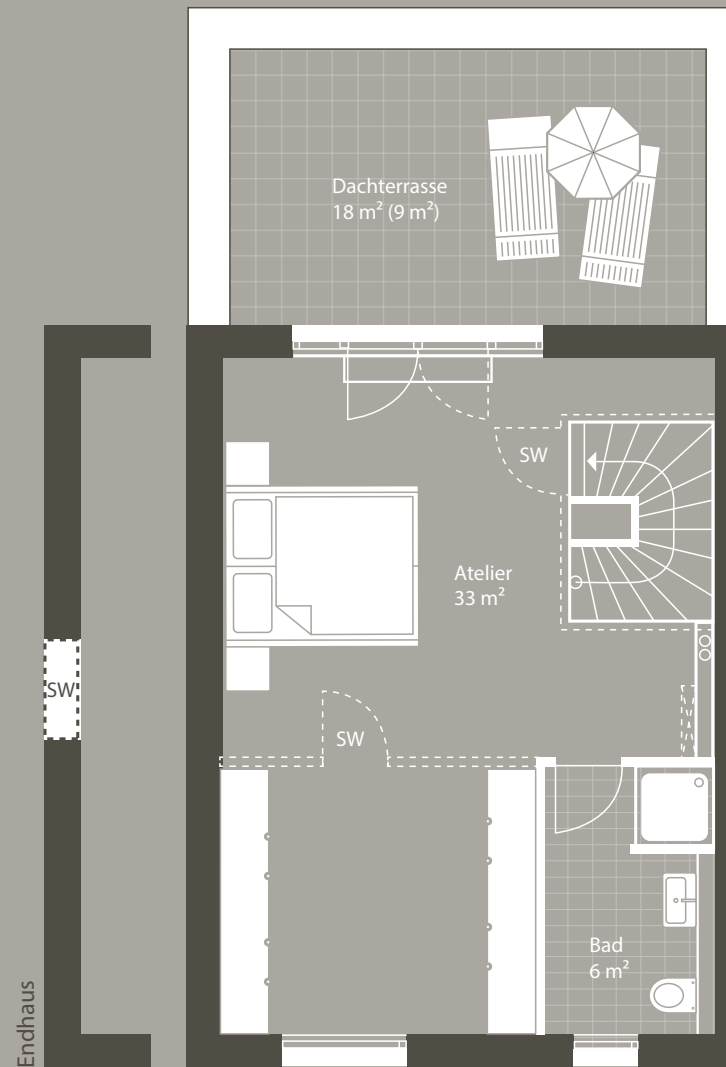 Dachterrasse
18 m² (9 m²)
SW
Atelier
33 m²
SW
SW
Bad
6 m²
Endhaus